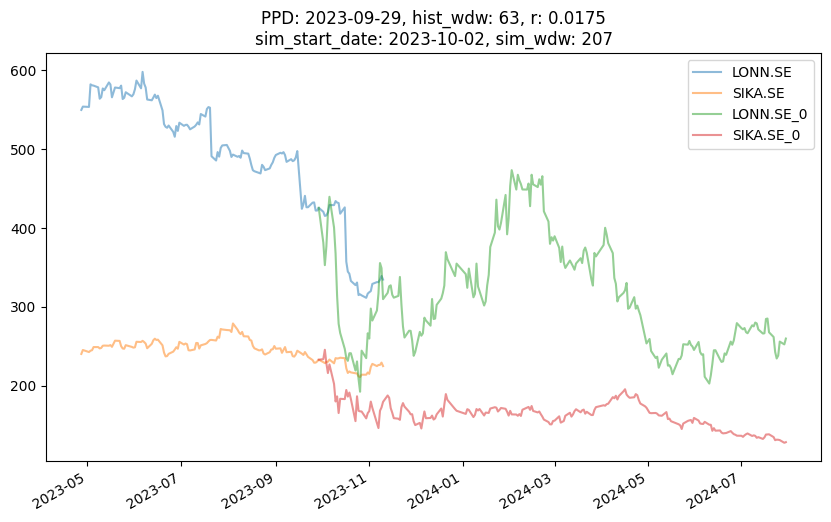 PPD: 2023-09-29, hist_wdw: 63, r: 0.0175
sim_start_date: 2023-10-02, sim_wdw: 207
600
500
400
300
200
LONN.SE
SIKA.SE
LONN.SE_0
SIKA.SE_0
2023-05
2023-07
2023-09
2023-11
2024-01
2024-03
2024-05
2024-07